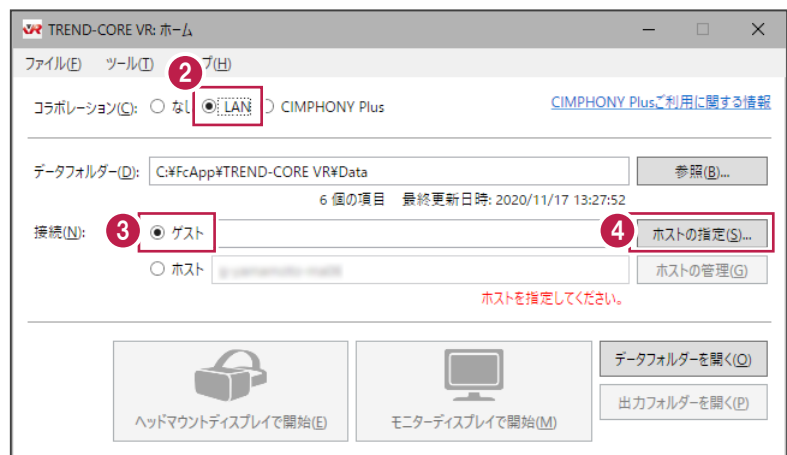 TREND-CORE VR: ホーム
ファイル(F) ツール(T) プ(H)
2
コラボレーション(C): なし LAN CIMPHONY Plus CIMPHONY Plusご利用に関する情報
データフォルダー(D): C:¥FcApp¥TREND-CORE VR¥Data 参照(B)...
6 個の項目 最終更新日時: 2020/11/17 13:27:52
接続(N): 3 ゲスト 4 ホストの指定(S)...
ホスト ホストの管理(G)
ホストを指定してください。
データフォルダーを開く(O)
出力フォルダーを開く(P)
ヘッドマウントディスプレイで開始(E) モニターディスプレイで開始(M)